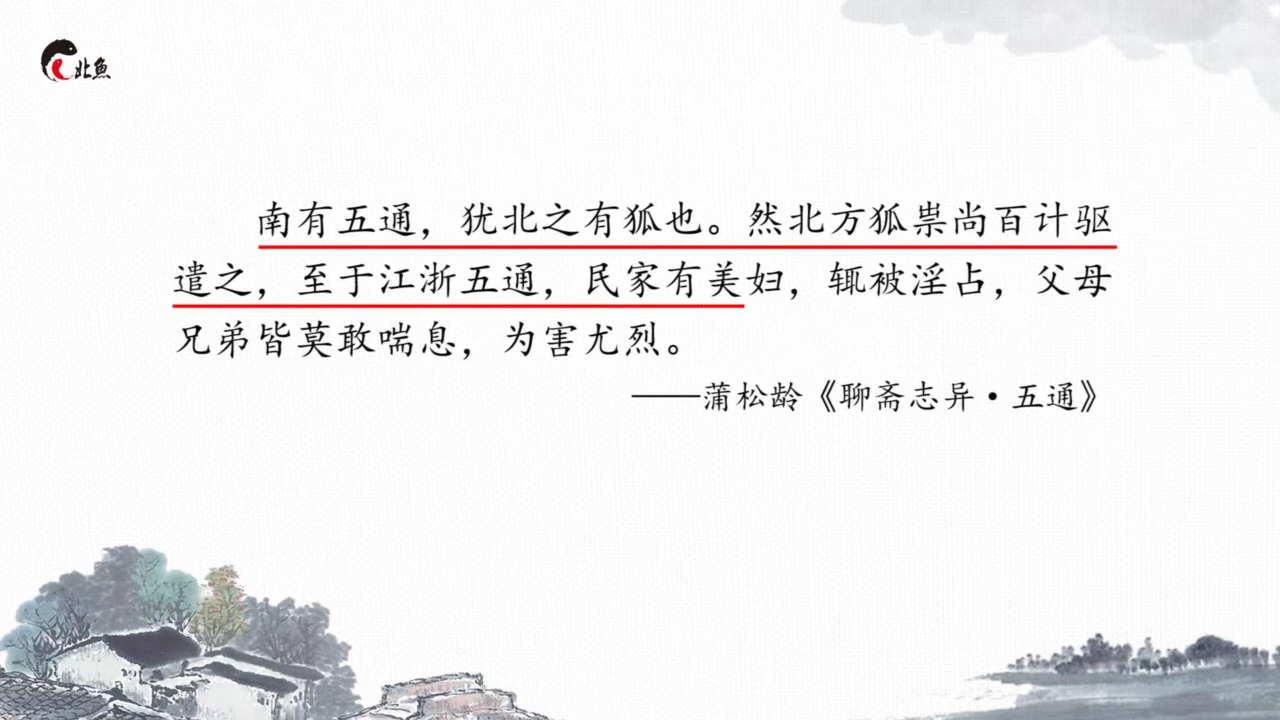 北魚
南有五通，犹北之有狐也。然北方狐祟尚百计驱
遣之，至于江浙五通，民家有美妇，辄被淫占，父母
兄弟皆莫敢喘息，为害尤烈。
——蒲松龄《聊斋志异·五通》